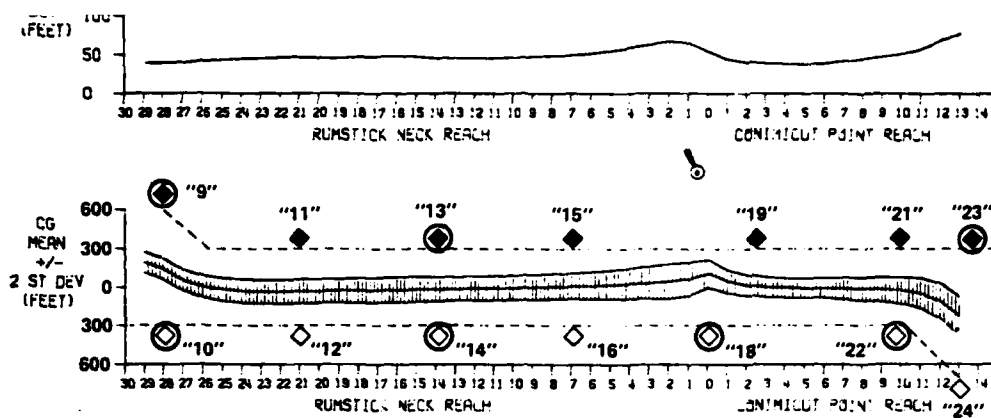 100
(FEET)
50
0
30 29 28 27 26 25 24 23 22 21 20 19 18 17 16 15 14 13 12 11 10 9 8 7 6 5 4 3 2 1 0 1 2 3 4 5 6 7 8 9 10 11 12 13 14
RUMSTICK NECK REACH CONIMICUT POINT REACH
"9"
"11" "13" "15" "19" "21" "23"
CG
MEAN
+/-
2 ST DEV
(FEET)
600
300
0
300
600
"10" "12" "14" "16" "18" "22"
"24"
30 29 28 27 26 25 24 23 22 21 20 19 18 17 16 15 14 13 12 11 10 9 8 7 6 5 4 3 2 1 0 1 2 3 4 5 6 7 8 9 10 11 12 14
RUMSTICK NECK REACH CONIMICUT POINT REACH